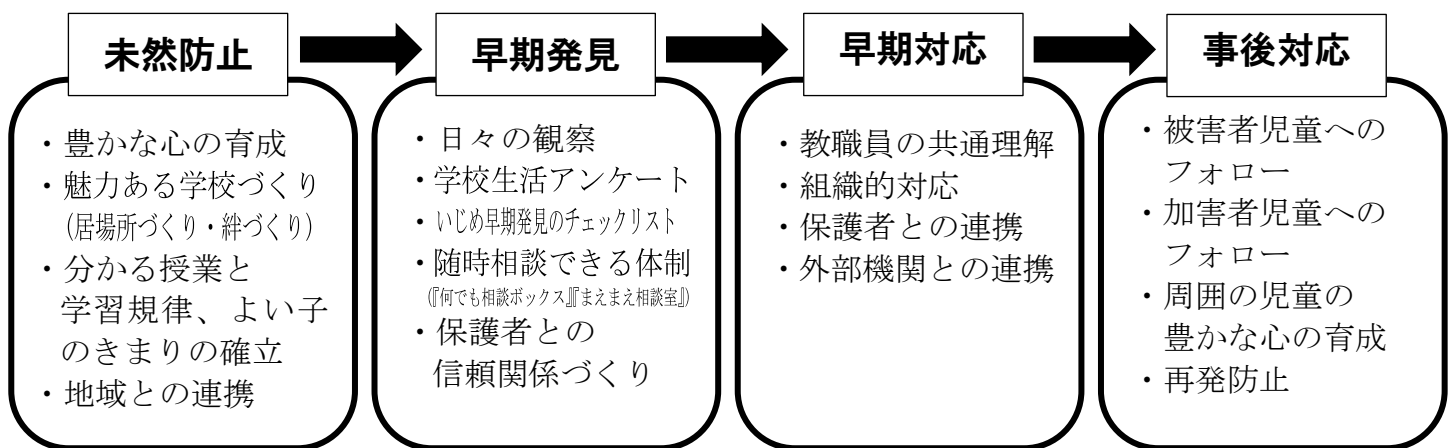 未然防止
・豊かな心の育成
・魅力ある学校づくり
(居場所づくり・絆づくり)
・分かる授業と
学習規律、よい子
のきまりの確立
・地域との連携
早期発見
・日々の観察
・学校生活アンケート
・いじめ早期発見のチェックリスト
・随時相談できる体制
(『何でも相談ボックス』『まえまえ相談室』)
・保護者との
信頼関係づくり
早期対応
・教職員の共通理解
・組織的対応
・保護者との連携
・外部機関との連携
事後対応
・被害者児童への
フォロー
・加害者児童への
フォロー
・周囲の児童の
豊かな心の育成
・再発防止